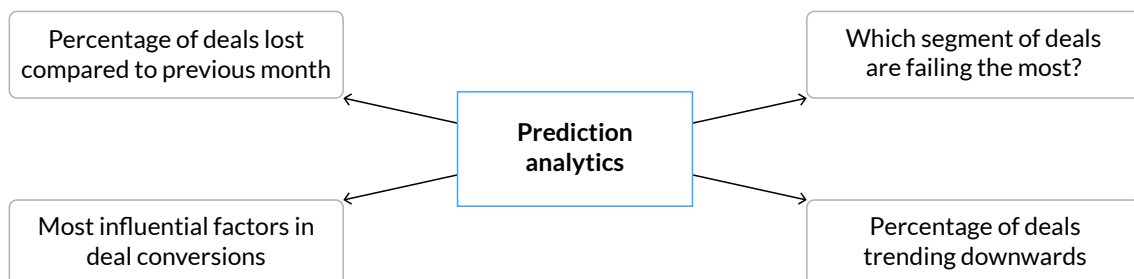 Percentage of deals lost
compared to previous month
Which segment of deals
are failing the most?
Prediction
analytics
Most influential factors in
deal conversions
Percentage of deals
trending downwards